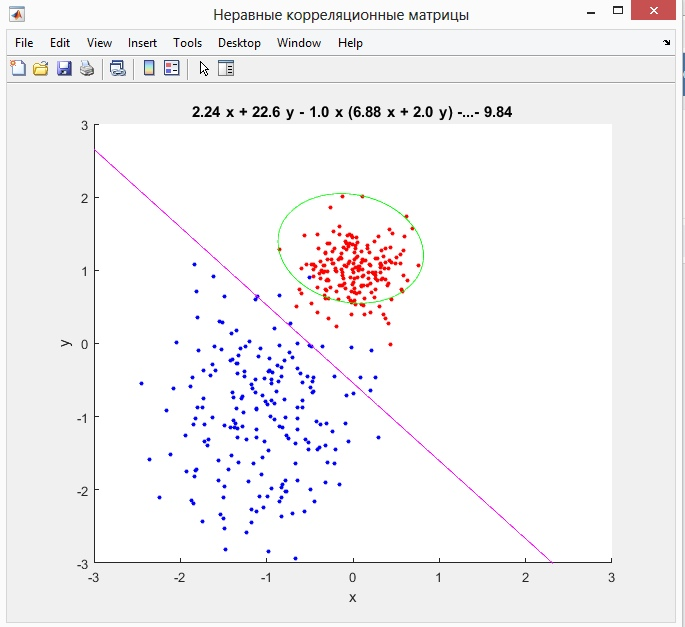 Неравные корреляционные матрицы
File Edit View Insert Tools Desktop Window Help
2.24 x + 22.6 y - 1.0 x (6.88 x + 2.0 y) -...- 9.84
3
2
1
0
-1
-2
-3
y
-3 -2 -1 0 1 2 3
x